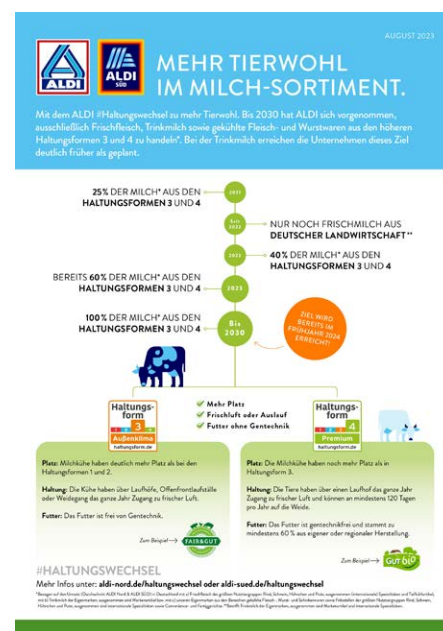 AUGUST 2023
ALDI
ALDI
SÜD
MEHR TIERWOHL
IM MILCH-SORTIMENT.
Mit dem ALDI #Haltungswechsel zu mehr Tierwohl. Bis 2030 hat ALDI sich vorgenommen,
ausschließlich Frischfleisch, Trinkmilch sowie gekühlte Fleisch- und Wurstwaren aus den höheren
Haltungsformen 3 und 4 zu handeln*. Bei der Trinkmilch erreichen die Unternehmen dieses Ziel
deutlich früher als geplant.
25% DER MILCH* AUS DEN
HALTUNGSFORMEN 3 UND 4
2021
Seit
2022
NUR NOCH FRISCHMILCH AUS
DEUTSCHER LANDWIRTSCHAFT**
2023
40% DER MILCH* AUS DEN
HALTUNGSFORMEN 3 UND 4
BEREITS 60% DER MILCH* AUS DEN
HALTUNGSFORMEN 3 UND 4
2023
100% DER MILCH* AUS DEN
HALTUNGSFORMEN 3 UND 4
Bis
2030
ZIEL WIRD
BEREITS IM
FRÜHJAHR 2024
ERREICHT!
Haltungs-
form
3
Außenklima
haltungsform.de
Mehr Platz
Frischluft oder Auslauf
Futter ohne Gentechnik
Haltungs-
form
4
Premium
haltungsform.de
Platz: Milchkühe haben deutlich mehr Platz als bei den
Haltungsformen 1 und 2.
Haltung: Die Kühe haben über Laufhöfe, Offenfrontlaufställe
oder Weidegang das ganze Jahr Zugang zu frischer Luft.
Futter: Das Futter ist frei von Gentechnik.
Zum Beispiel
FAIR & GUT
Platz: Die Milchkühe haben noch mehr Platz als in
Haltungsform 3.
Haltung: Die Tiere haben über einen Laufhof das ganze Jahr
Zugang zu frischer Luft und können an mindestens 120 Tagen
pro Jahr auf die Weide.
Futter: Das Futter ist gentechnikfrei und stammt zu
mindestens 60 % aus eigener oder regionaler Herstellung.
Zum Beispiel
GUT bio
#HALTUNGSWECHSEL
Mehr Infos unter: aldi-nord.de/haltungswechsel oder aldi-sued.de/haltungswechsel